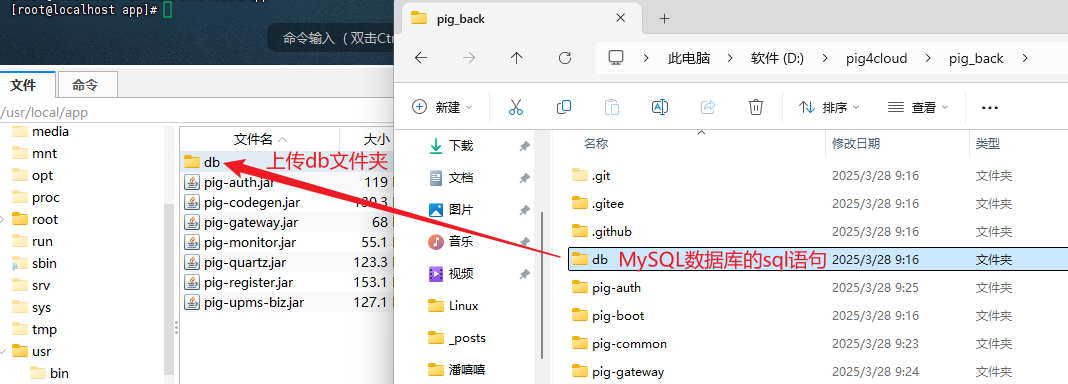 [root@localhost app]#
命令输入（双击Ctr
文件
命令
/usr/local/app
media
mnt
opt
proc
root
run
sbin
srv
sys
tmp
usr
bin
文件名
大小
db
pig-auth.jar
119
pig-codegen.jar
pig-gateway.jar
68
pig-monitor.jar
55.1
pig-quartz.jar
123.3
pig-register.jar
153.1
pig-upms-biz.jar
127.1
上传db文件夹
pig_back
此电脑
软件 (D:)
pig4cloud
pig_back
新建
排序
查看
下载
文档
图片
音乐
视频
Linux
_posts
潘嘻嘻
名称
修改日期
类型
.git
2025/3/28 9:16
文件夹
.gitee
2025/3/28 9:16
文件夹
.github
2025/3/28 9:16
文件夹
db
MySQL数据库的sql语句
2025/3/28 9:16
文件夹
pig-auth
2025/3/28 9:25
文件夹
pig-boot
2025/3/28 9:16
文件夹
pig-common
2025/3/28 9:23
文件夹
pig-gateway
2025/3/28 9:24
文件夹